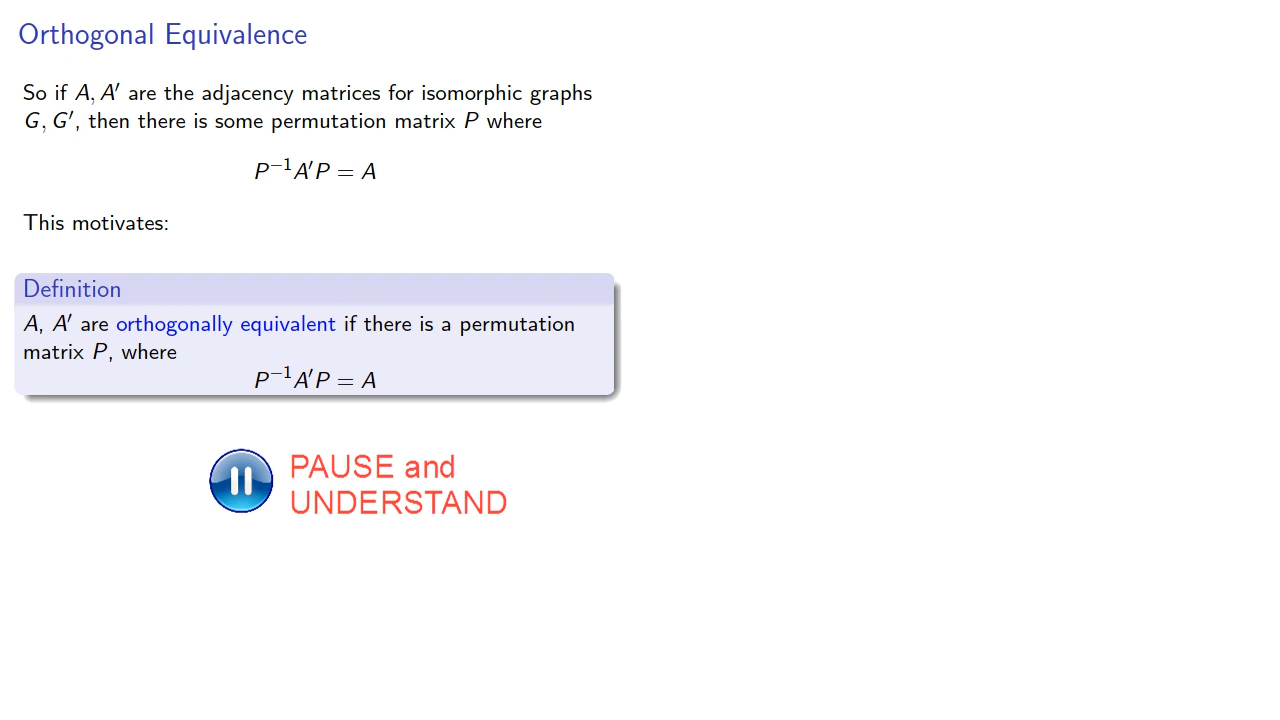 Orthogonal Equivalence
So if A, A′ are the adjacency matrices for isomorphic graphs
G, G′, then there is some permutation matrix P where
P⁻¹A′P = A
This motivates:
Definition
A, A′ are orthogonally equivalent if there is a permutation
matrix P, where
P⁻¹A′P = A
PAUSE and
UNDERSTAND